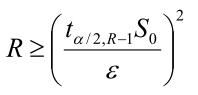 R ≥ (t_{α/2,R−1}S_0 / ε)^2